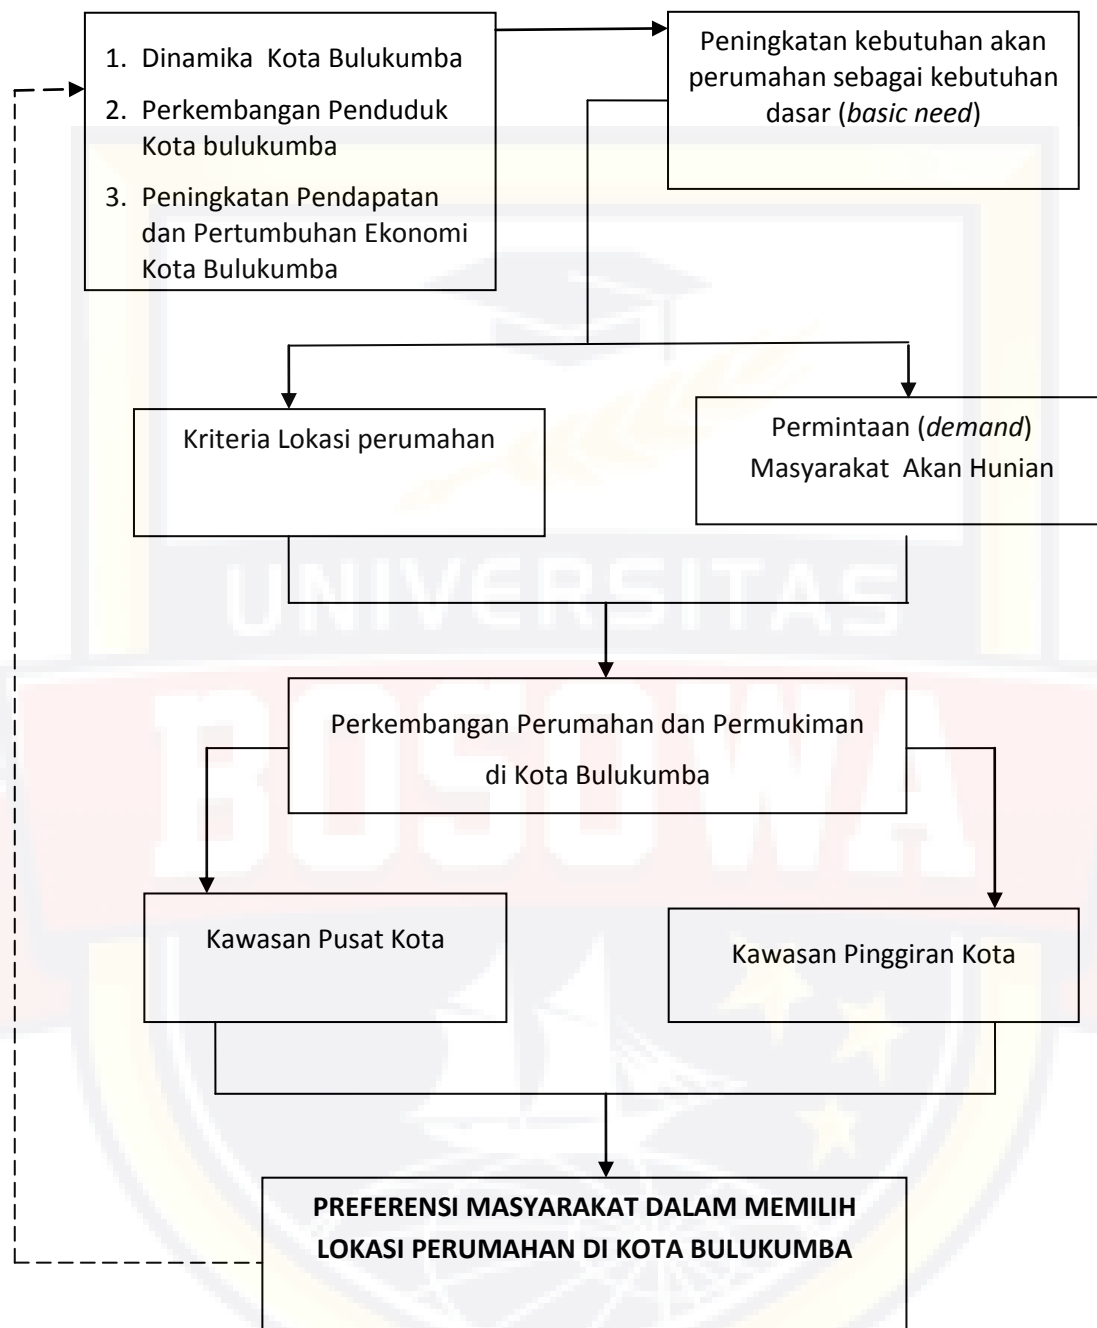 1. Dinamika Kota Bulukumba
2. Perkembangan Penduduk
Kota bulukumba
3. Peningkatan Pendapatan
dan Pertumbuhan Ekonomi
Kota Bulukumba
Peningkatan kebutuhan akan
perumahan sebagai kebutuhan
dasar (basic need)
Kriteria Lokasi perumahan
Permintaan (demand)
Masyarakat Akan Hunian
UNIVERSITAS
BOSOWA
Perkembangan Perumahan dan Permukiman
di Kota Bulukumba
Kawasan Pusat Kota
Kawasan Pinggiran Kota
PREFERENSI MASYARAKAT DALAM MEMILIH
LOKASI PERUMAHAN DI KOTA BULUKUMBA